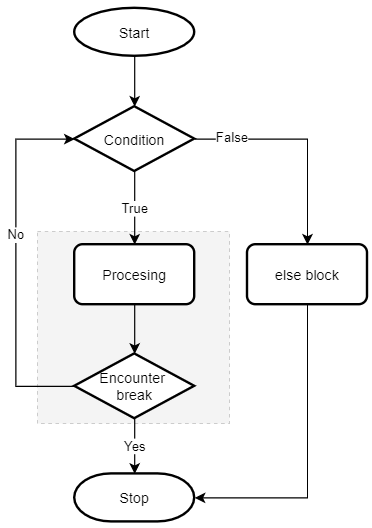 Start
Condition
False
True
No
Procesing
else block
Encounter
break
Yes
Stop